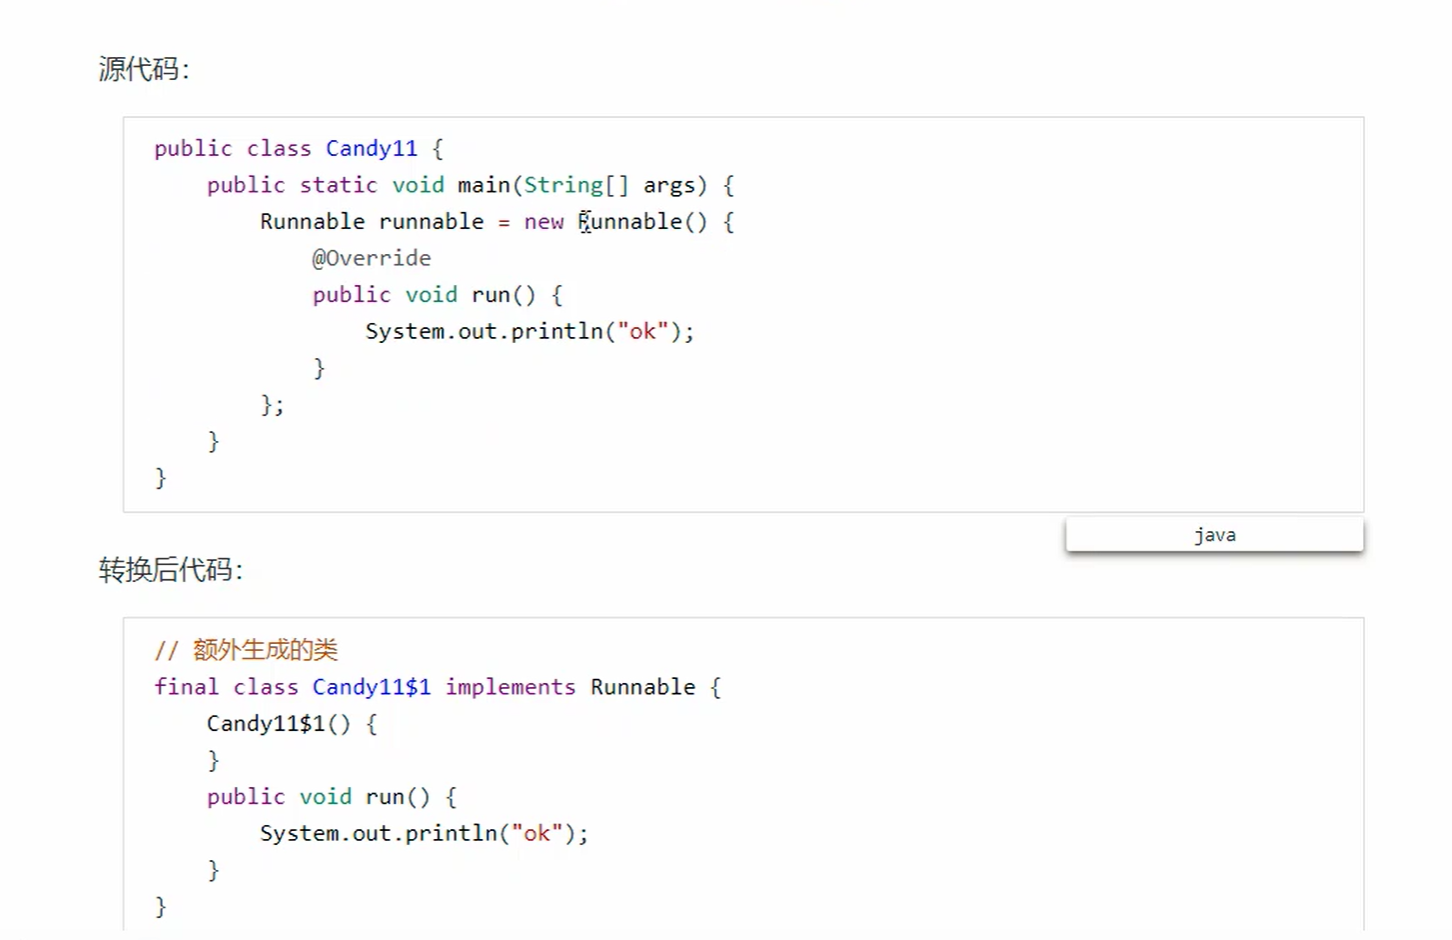 源代码：
public class Candy11 {
    public static void main(String[] args) {
        Runnable runnable = new Runnable() {
            @Override
            public void run() {
                System.out.println("ok");
            }
        };
    }
}
java
转换后代码：
// 额外生成的类
final class Candy11$1 implements Runnable {
    Candy11$1() {
    }
    public void run() {
        System.out.println("ok");
    }
}